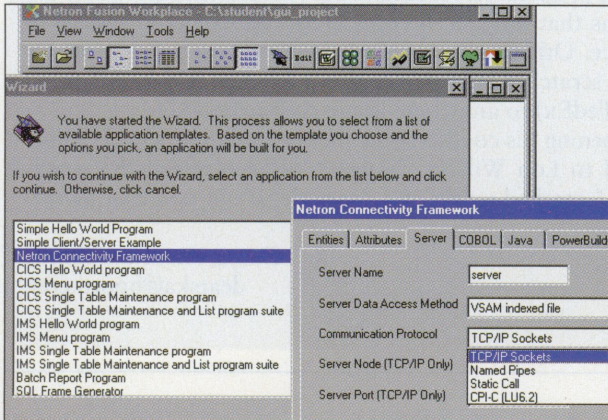 Netron Fusion Workplace - C:\student\gui_project
File View Window Tools Help
Edit
Wizard
You have started the Wizard. This process allows you to select from a list of
available application templates. Based on the template you choose and the
options you pick, an application will be built for you.
If you wish to continue with the Wizard, select an application from the list below and click
continue. Otherwise, click cancel.
Simple Hello World Program
Simple Client/Server Example
Netron Connectivity Framework
CICS Hello World program
CICS Menu program
CICS Single Table Maintenance program
CICS Single Table Maintenance and List program suite
IMS Hello World program
IMS Menu program
IMS Single Table Maintenance program
IMS Single Table Maintenance and List program suite
Batch Report Program
SQL Frame Generator
Netron Connectivity Framework
Entities Attributes Server COBOL Java PowerBuild
Server Name server
Server Data Access Method VSAM indexed file
Communication Protocol TCP/IP Sockets
TCP/IP Sockets
Server Node (TCP/IP Only) Named Pipes
Static Call
Server Port (TCP/IP Only) CPI-C (LU6.2)